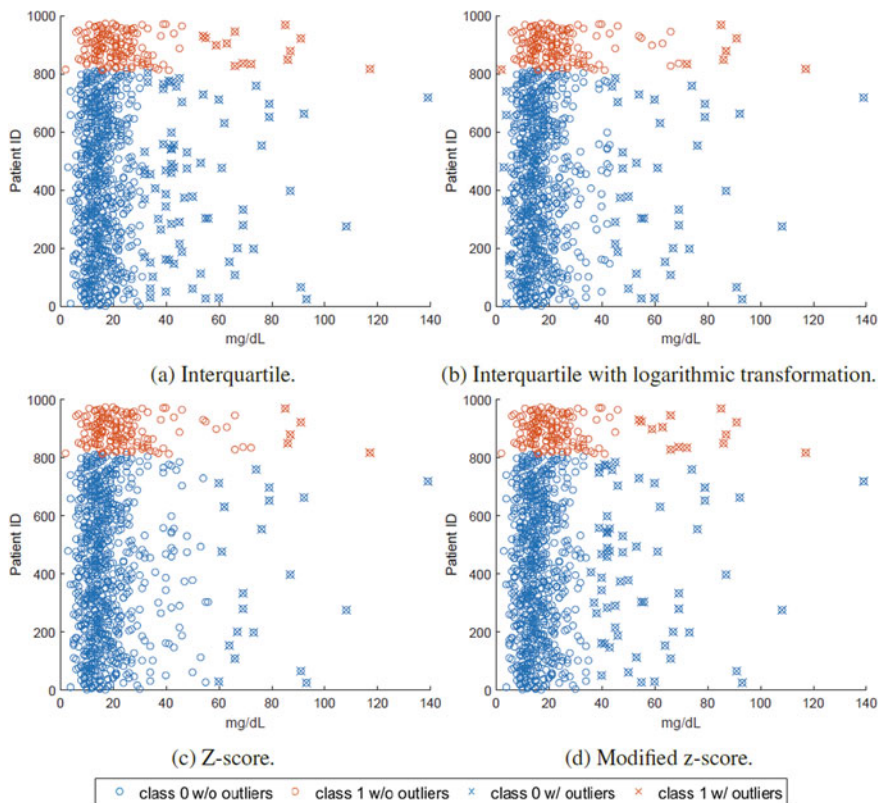 1000
800
600
400
200
0
Patient ID
0 20 40 60 80 100 120 140
mg/dL
(a) Interquartile.
1000
800
600
400
200
0
Patient ID
0 20 40 60 80 100 120 140
mg/dL
(b) Interquartile with logarithmic transformation.
1000
800
600
400
200
0
Patient ID
0 20 40 60 80 100 120 140
mg/dL
(c) Z-score.
1000
800
600
400
200
0
Patient ID
0 20 40 60 80 100 120 140
mg/dL
(d) Modified z-score.
class 0 w/o outliers class 1 w/o outliers class 0 w/ outliers class 1 w/ outliers